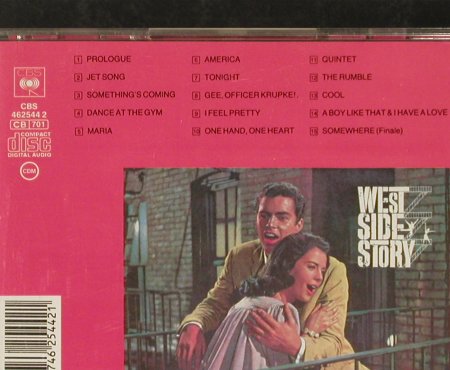 CBS
CBS
462544 2
CB 701
COMPACT
disc
DIGITAL AUDIO
CDM
1 PROLOGUE
2 JET SONG
3 SOMETHING'S COMING
4 DANCE AT THE GYM
5 MARIA
6 AMERICA
7 TONIGHT
8 GEE, OFFICER KRUPKE!.
9 I FEEL PRETTY
10 ONE HAND, ONE HEART
11 QUINTET
12 THE RUMBLE
13 COOL
14 A BOY LIKE THAT & I HAVE A LOVE
15 SOMEWHERE (Finale)
WEST
SIDE
STORY
746254421